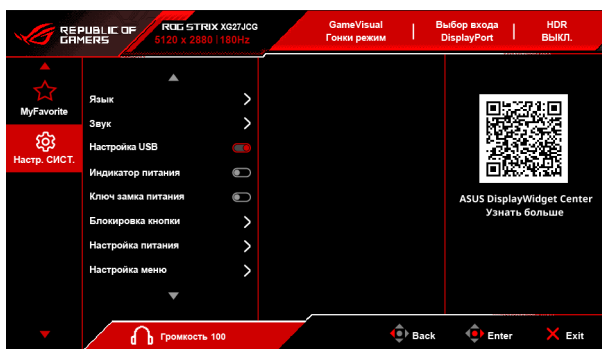 REPUBLIC OF
GAMERS
ROG STRIX XG27JCG
5120 x 2880 | 180Hz
GameVisual
Гонки режим
Выбор входа
DisplayPort
HDR
ВЫКЛ.
MyFavorite
Настр. СИСТ.
Язык
Звук
Настройка USB
Индикатор питания
Ключ замка питания
Блокировка кнопки
Настройка питания
Настройка меню
ASUS DisplayWidget Center
Узнать больше
Громкость 100
Back
Enter
Exit